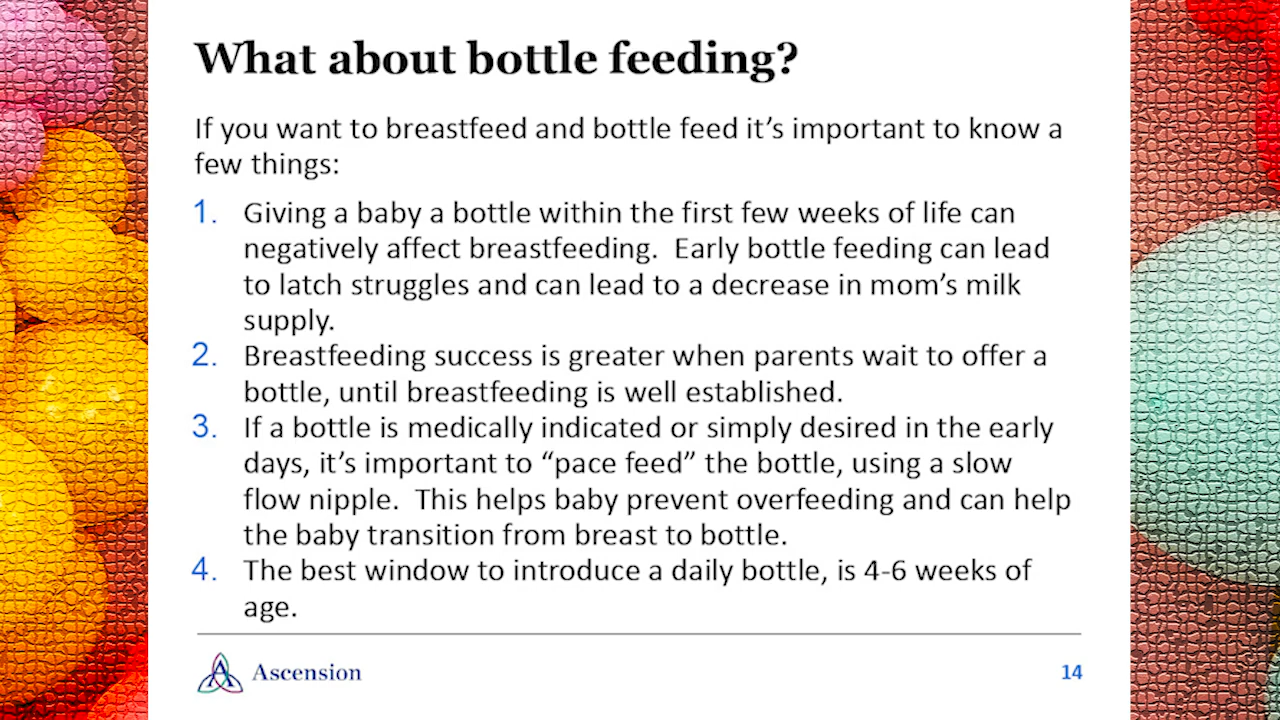 What about bottle feeding?
If you want to breastfeed and bottle feed it’s important to know a
few things:
1. Giving a baby a bottle within the first few weeks of life can
negatively affect breastfeeding.  Early bottle feeding can lead
to latch struggles and can lead to a decrease in mom’s milk
supply.
2. Breastfeeding success is greater when parents wait to offer a
bottle, until breastfeeding is well established.
3. If a bottle is medically indicated or simply desired in the early
days, it’s important to “pace feed” the bottle, using a slow
flow nipple.  This helps baby prevent overfeeding and can help
the baby transition from breast to bottle.
4. The best window to introduce a daily bottle, is 4-6 weeks of
age.
Ascension
14